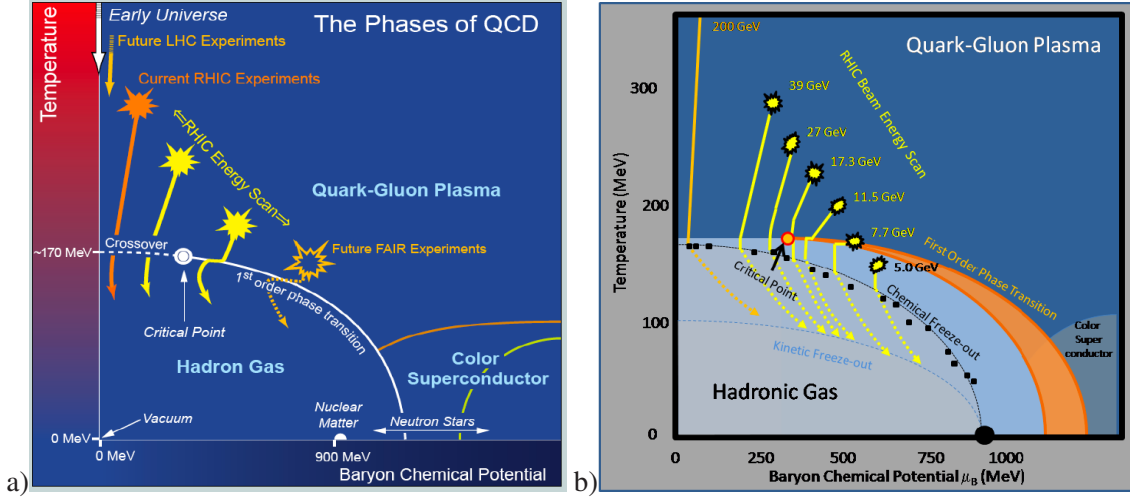 Early Universe
The Phases of QCD
Temperature
Future LHC Experiments
Current RHIC Experiments
⇐RHIC Energy Scan⇒
Quark-Gluon Plasma
~170 MeV
Crossover
Future FAIR Experiments
1st order phase transition
Critical Point
Hadron Gas
Color
Superconductor
Vacuum
Nuclear
Matter
Neutron Stars
0 MeV
0 MeV
900 MeV
Baryon Chemical Potential
a)
200 GeV
Quark-Gluon Plasma
39 GeV
RHIC Beam Energy Scan
27 GeV
17.3 GeV
11.5 GeV
7.7 GeV
5.0 GeV
First Order Phase Transition
Critical Point
Chemical Freeze-out
Kinetic Freeze-out
Color
Super
conductor
Hadronic Gas
Temperature (MeV)
300
200
100
0
0
250
500
750
1000
Baryon Chemical Potential μB (MeV)
b)